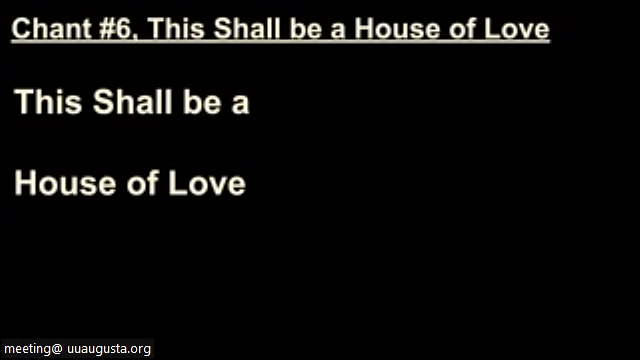 Chant #6, This Shall be a House of Love
This Shall be a
House of Love
meeting@ uuaugusta.org